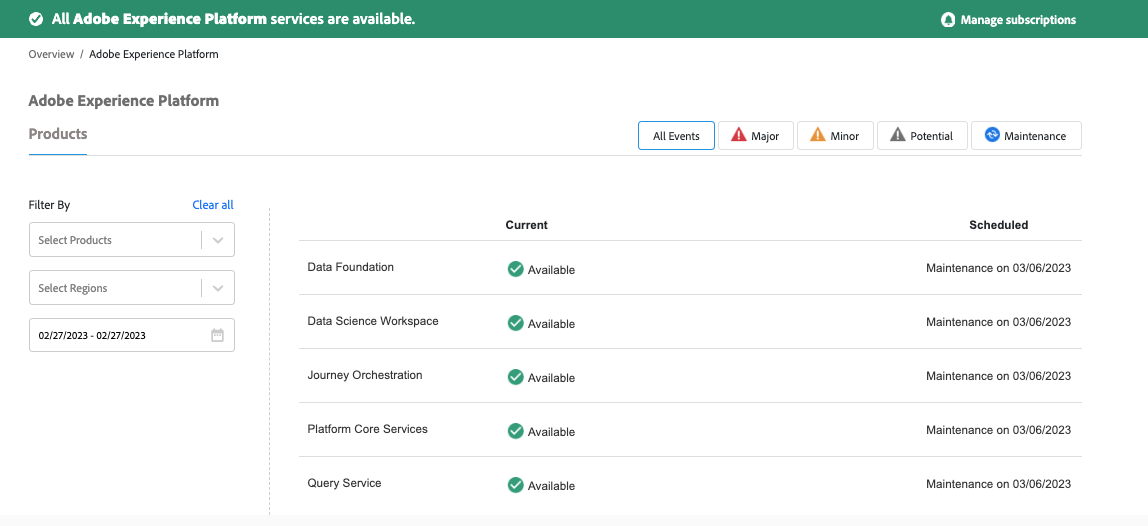 All Adobe Experience Platform services are available.
Manage subscriptions
Overview / Adobe Experience Platform
Adobe Experience Platform
Products
All Events
Major
Minor
Potential
Maintenance
Filter By
Clear all
Select Products
Select Regions
02/27/2023 - 02/27/2023
Current Scheduled
Data Foundation Available Maintenance on 03/06/2023
Data Science Workspace Available Maintenance on 03/06/2023
Journey Orchestration Available Maintenance on 03/06/2023
Platform Core Services Available Maintenance on 03/06/2023
Query Service Available Maintenance on 03/06/2023